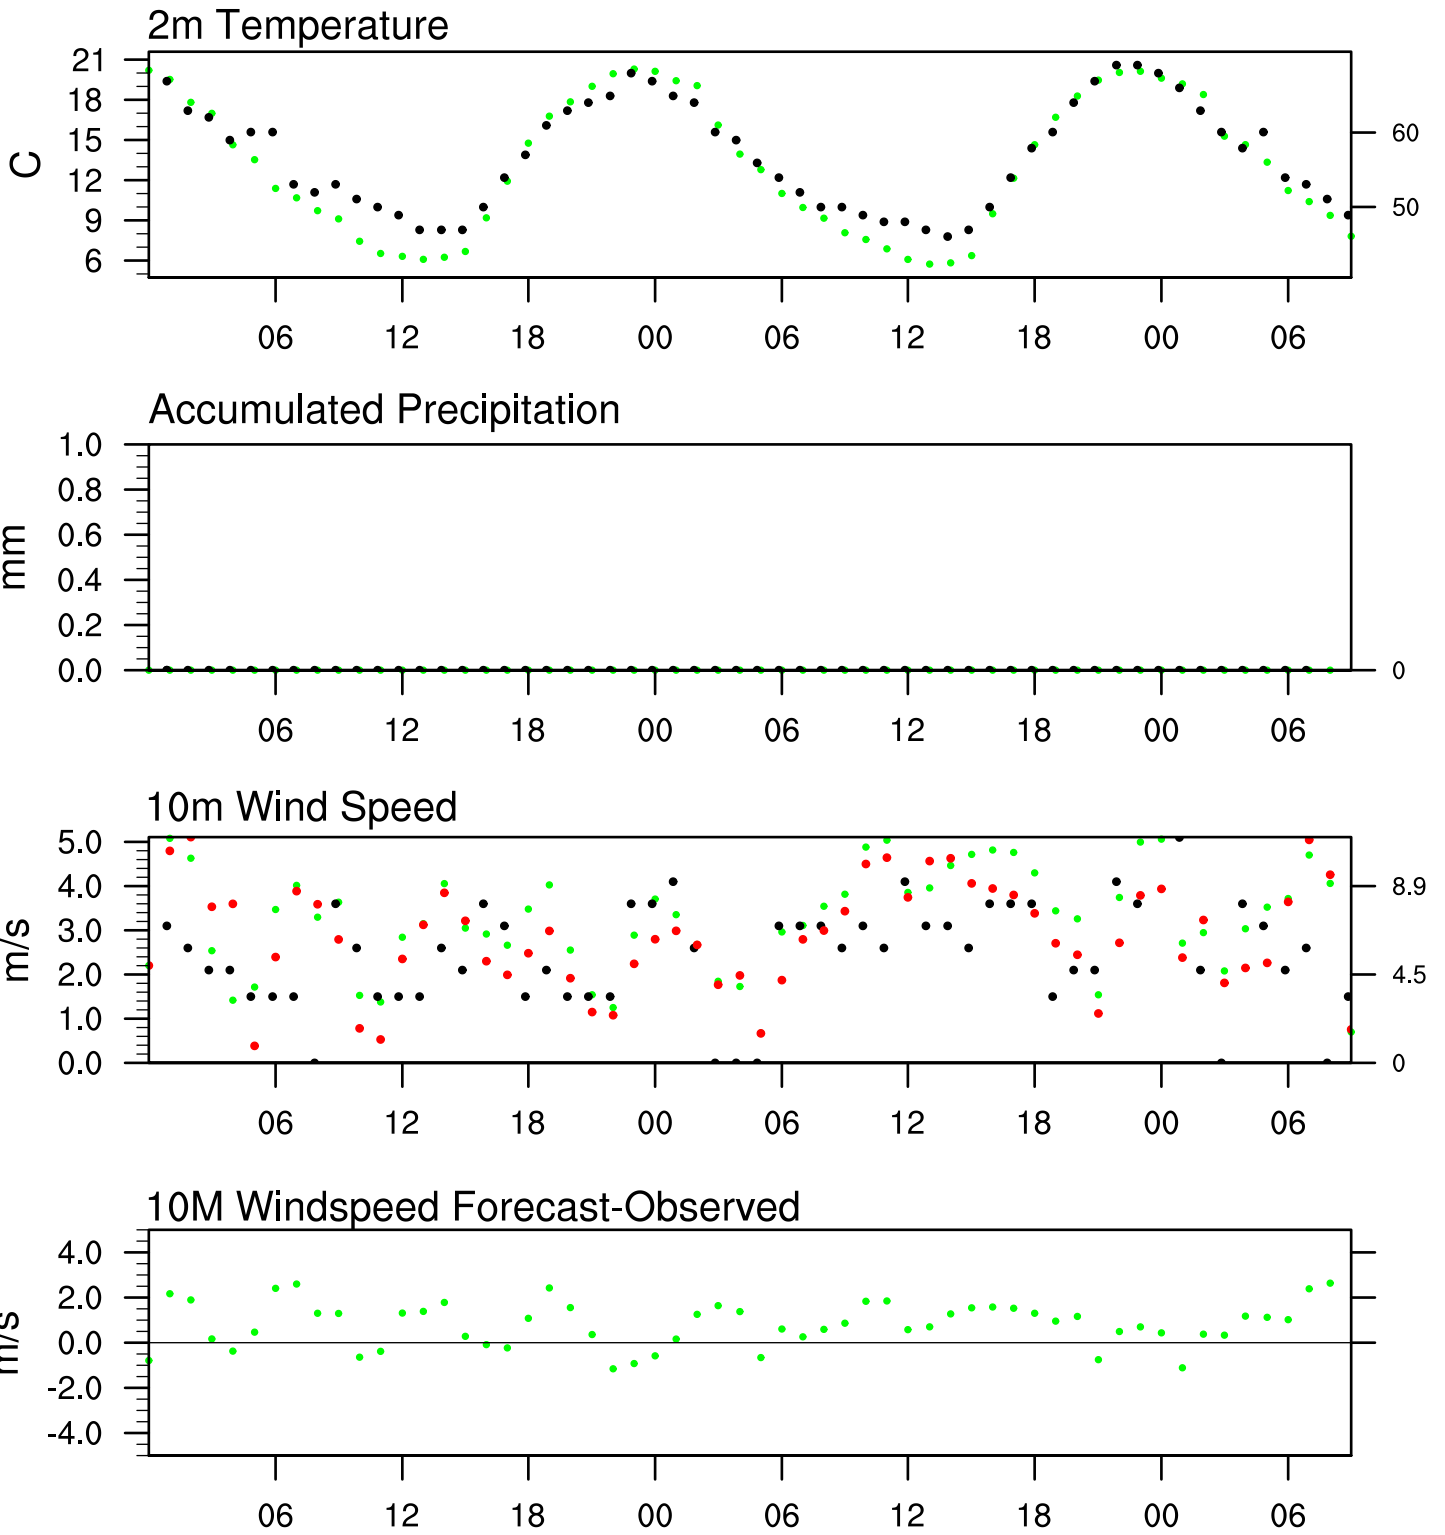 2m Temperature
21
18
15
12
9
6
C
60
50
06 12 18 00 06 12 18 00 06
Accumulated Precipitation
1.0
0.8
0.6
0.4
0.2
0.0
mm
0
06 12 18 00 06 12 18 00 06
10m Wind Speed
5.0
4.0
3.0
2.0
1.0
0.0
m/s
8.9
4.5
0
06 12 18 00 06 12 18 00 06
10M Windspeed Forecast-Observed
4.0
2.0
0.0
-2.0
-4.0
m/s
06 12 18 00 06 12 18 00 06